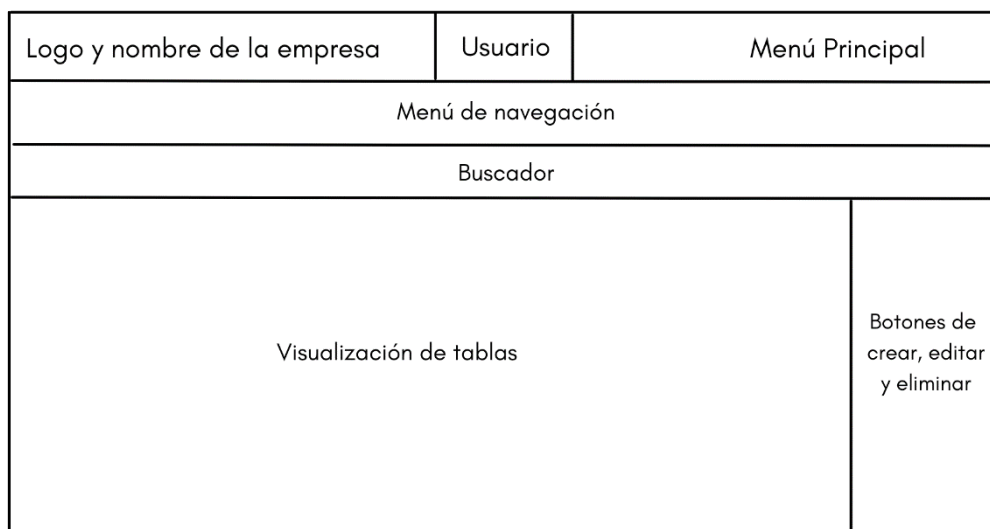 Logo y nombre de la empresa
Usuario
Menú Principal
Menú de navegación
Buscador
Visualización de tablas
Botones de
crear, editar
y eliminar